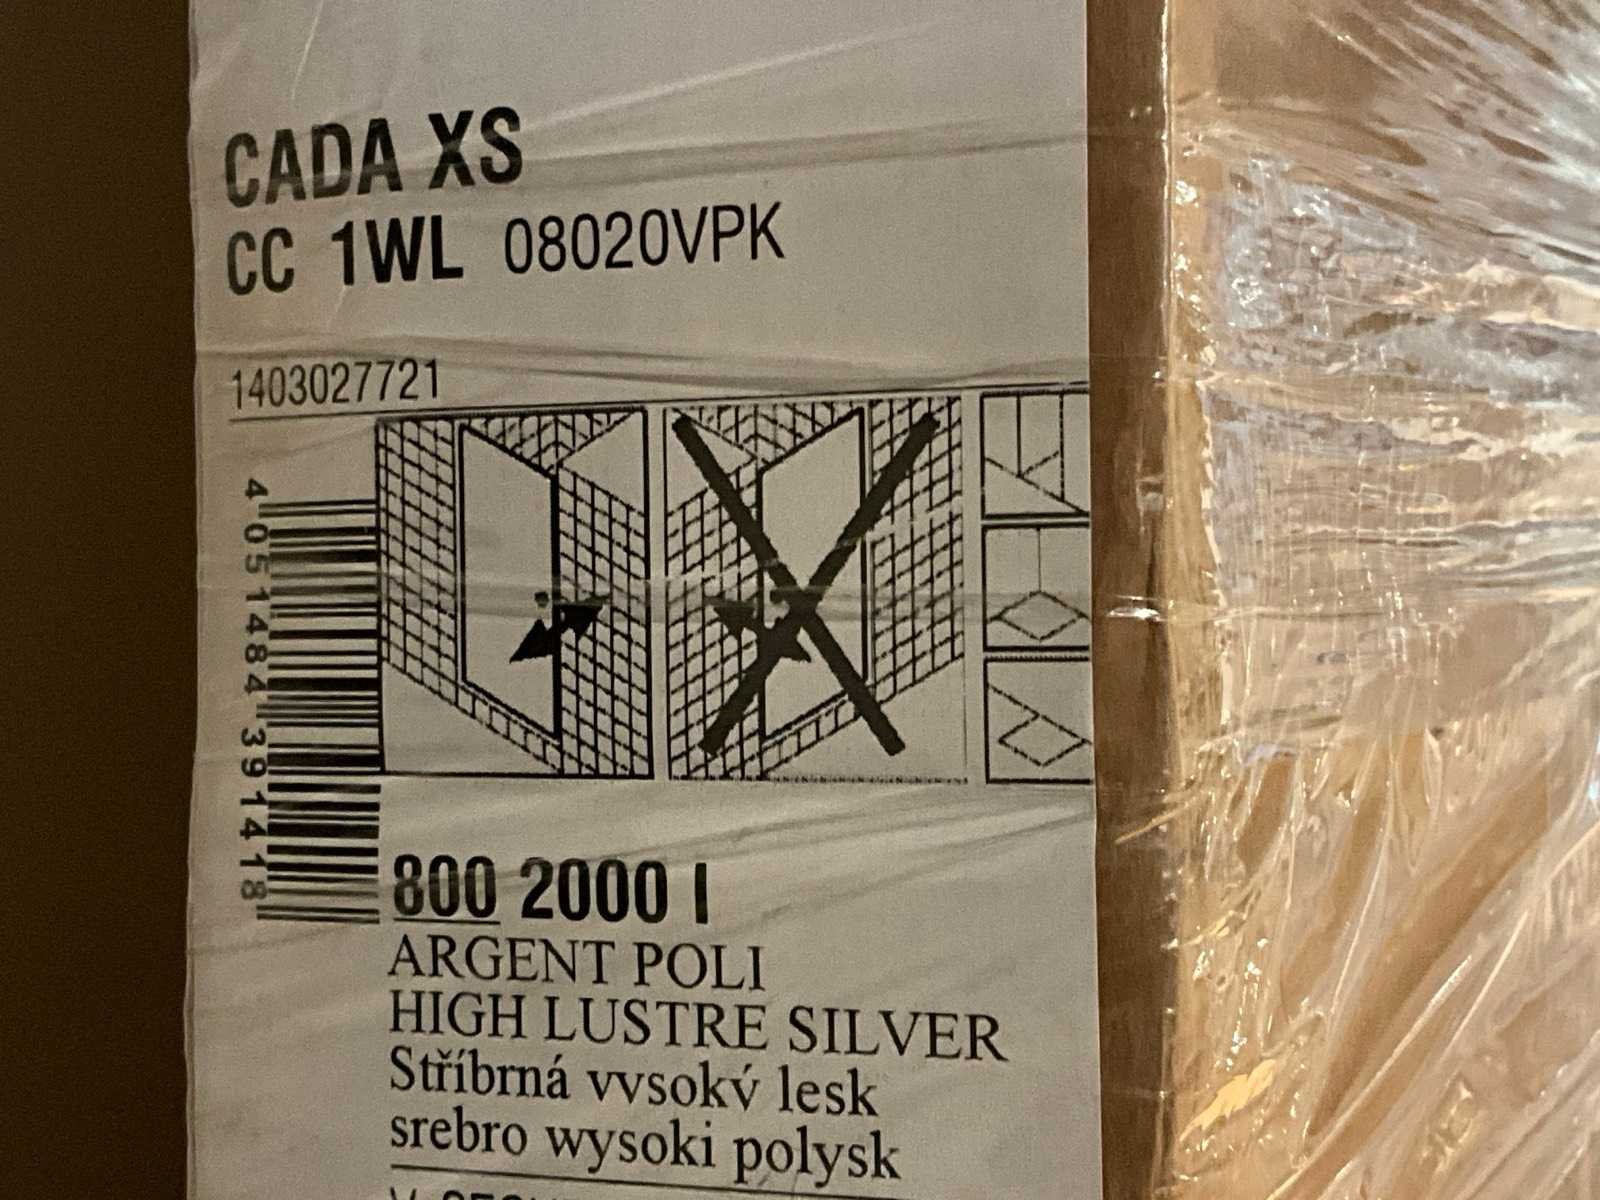 CADA XS
CC 1WL 08020VPK
1403027721
4 051484 391418
800 2000 I
ARGENT POLI
HIGH LUSTRE SILVER
Stříbrná vysoký lesk
srebro wysoki polysk